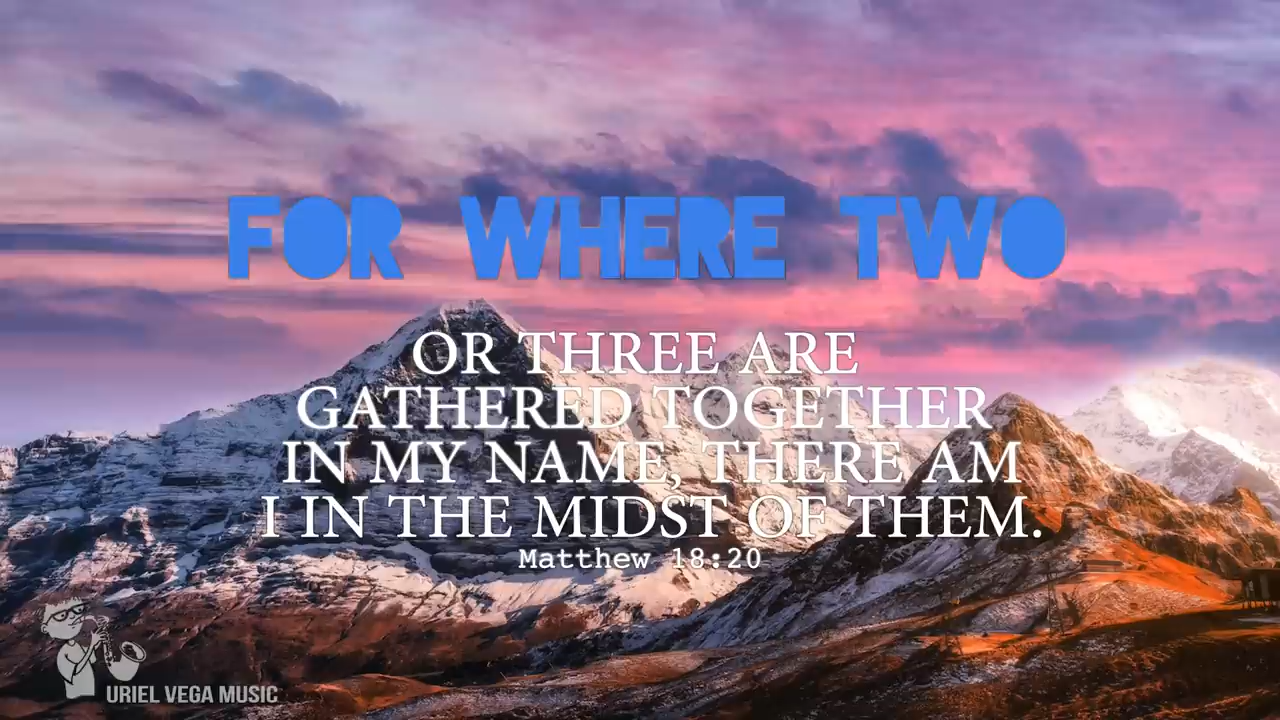 FOR WHERE TWO
OR THREE ARE
GATHERED TOGETHER
IN MY NAME, THERE AM
I IN THE MIDST OF THEM.
Matthew 18:20
URIEL VEGA MUSIC